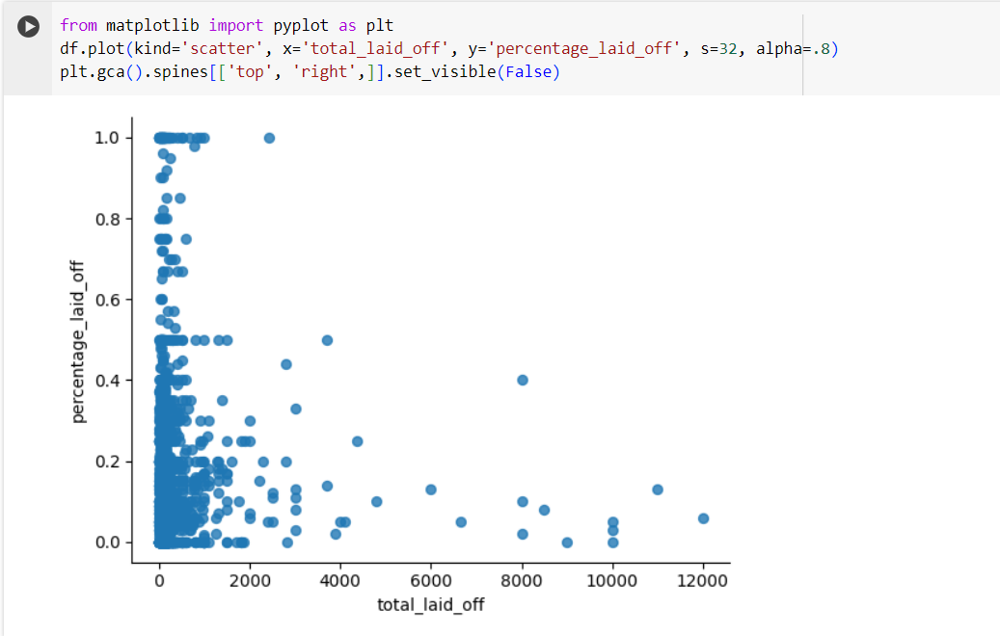 from matplotlib import pyplot as plt
df.plot(kind='scatter', x='total_laid_off', y='percentage_laid_off', s=32, alpha=.8)
plt.gca().spines[['top', 'right',]].set_visible(False)
1.0
0.8
0.6
0.4
0.2
0.0
percentage_laid_off
0 2000 4000 6000 8000 10000 12000
total_laid_off